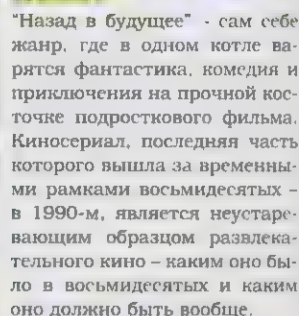 "Назад в будущее" - сам себе
жанр, где в одном котле ва-
рятся фантастика, комедия и
приключения на прочной кос-
точке подросткового фильма.
Киносериал, последняя часть
которого вышла за временны-
ми рамками восьмидесятых –
в 1990-м, является неустаре-
вающим образцом развлека-
тельного кино – каким оно бы-
ло в восьмидесятых и каким
оно должно быть вообще.